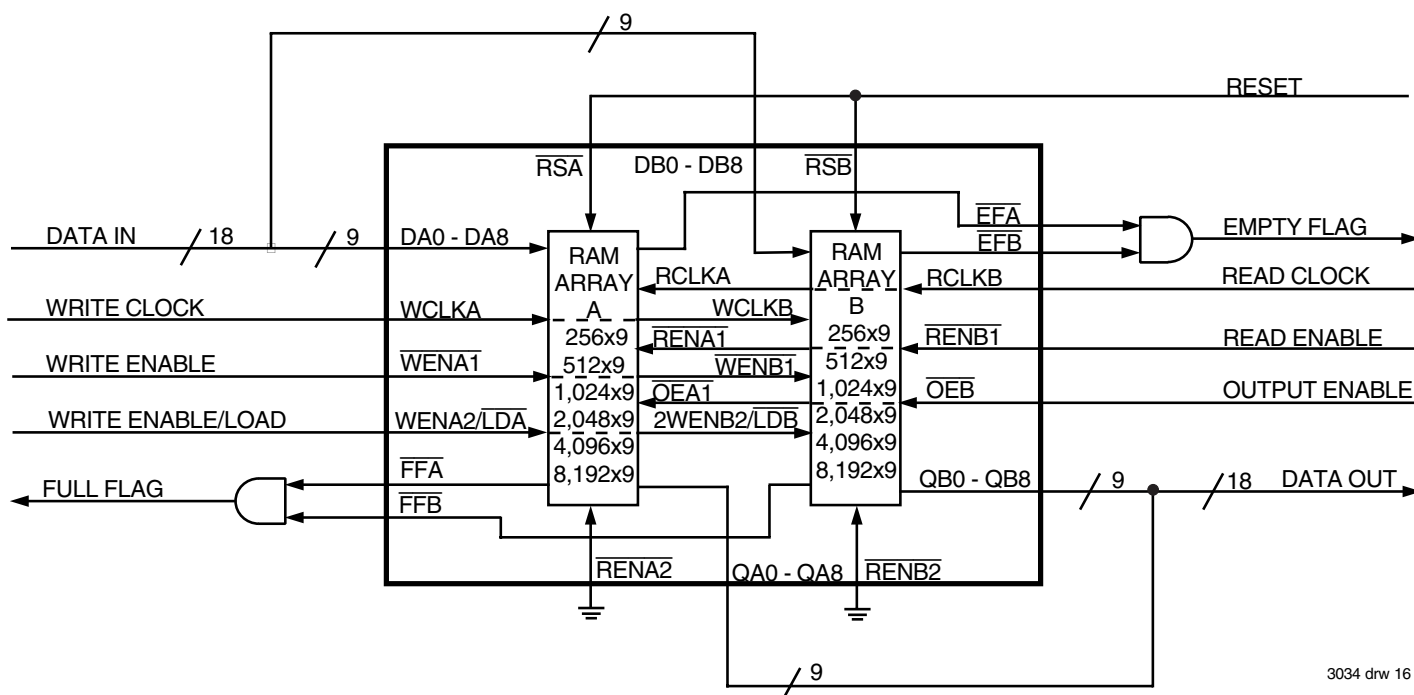 9
RESET
RSA
DB0 - DB8
RSB
DATA IN
18
9
DA0 - DA8
EFA
EFB
EMPTY FLAG
RAM
ARRAY
A
256x9
512x9
1,024x9
2,048x9
4,096x9
8,192x9
RAM
ARRAY
B
256x9
512x9
1,024x9
2,048x9
4,096x9
8,192x9
RCLKA
RCLKB
READ CLOCK
WRITE CLOCK
WCLKA
WCLKB
RENA1
RENB1
READ ENABLE
WRITE ENABLE
WENA1
WENB1
OEA1
OEB
OUTPUT ENABLE
WRITE ENABLE/LOAD
WENA2/LDA
2WENB2/LDB
FFA
FULL FLAG
FFB
QB0 - QB8
9
18
DATA OUT
RENA2
QA0 - QA8
RENB2
9
3034 drw 16